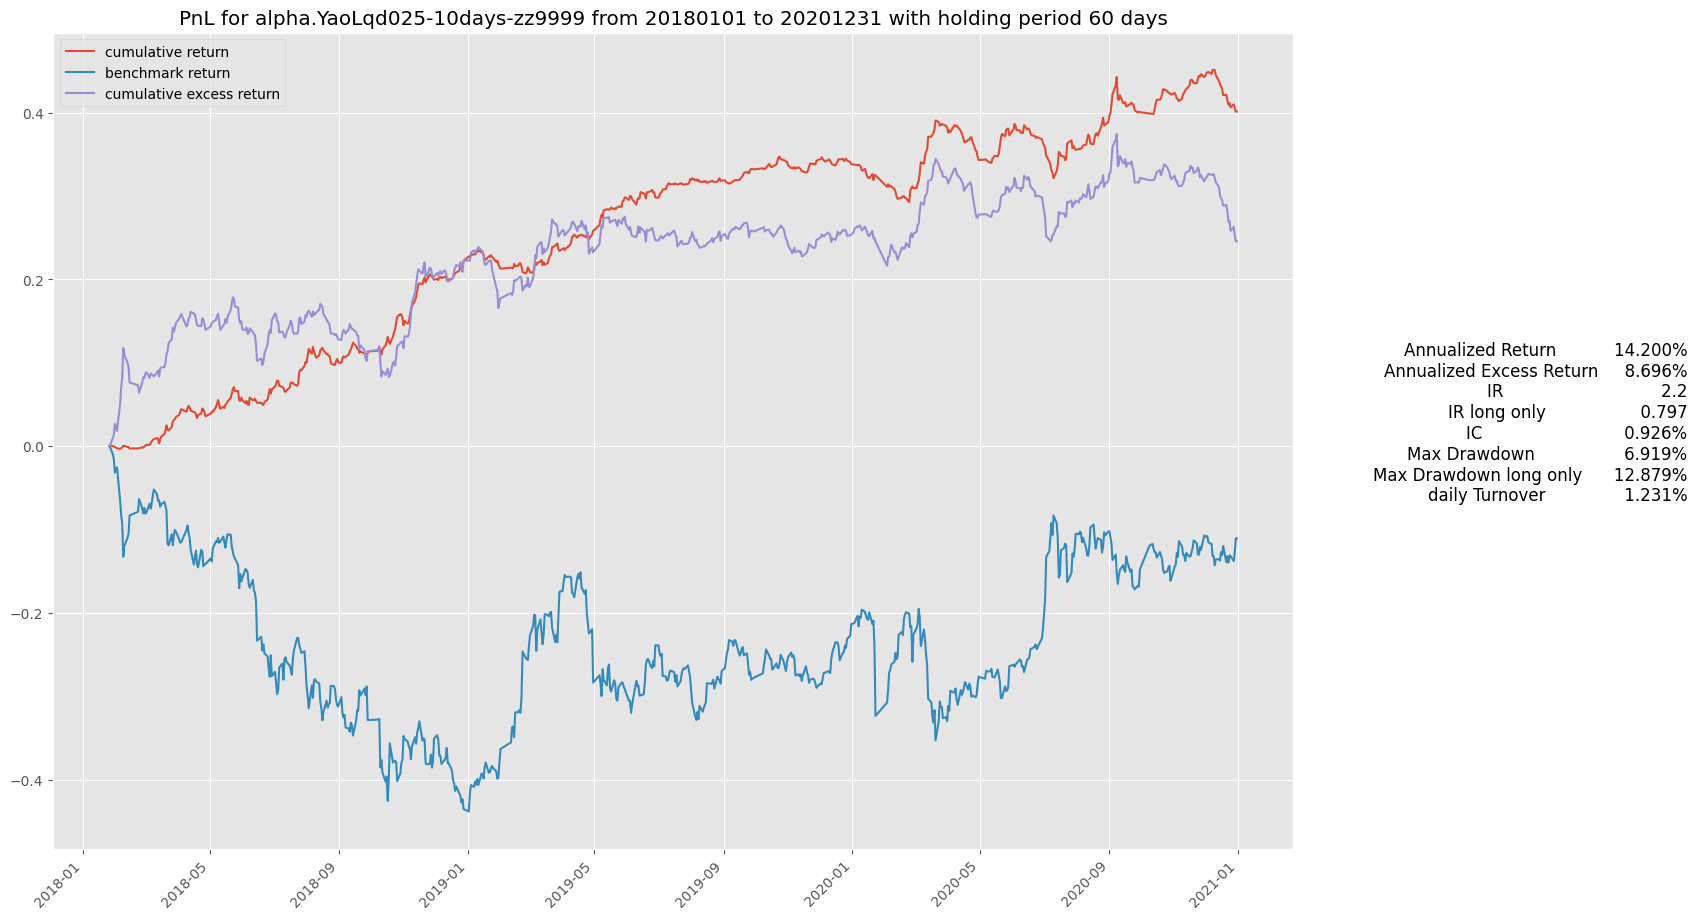 PnL for alpha.YaoLqd025-10days-zz9999 from 20180101 to 20201231 with holding period 60 days
cumulative return
benchmark return
cumulative excess return
0.4
0.2
0.0
−0.2
−0.4
2018-01
2018-05
2018-09
2019-01
2019-05
2019-09
2020-01
2020-05
2020-09
2021-01
Annualized Return 14.200%
Annualized Excess Return 8.696%
IR 2.2
IR long only 0.797
IC 0.926%
Max Drawdown 6.919%
Max Drawdown long only 12.879%
daily Turnover 1.231%